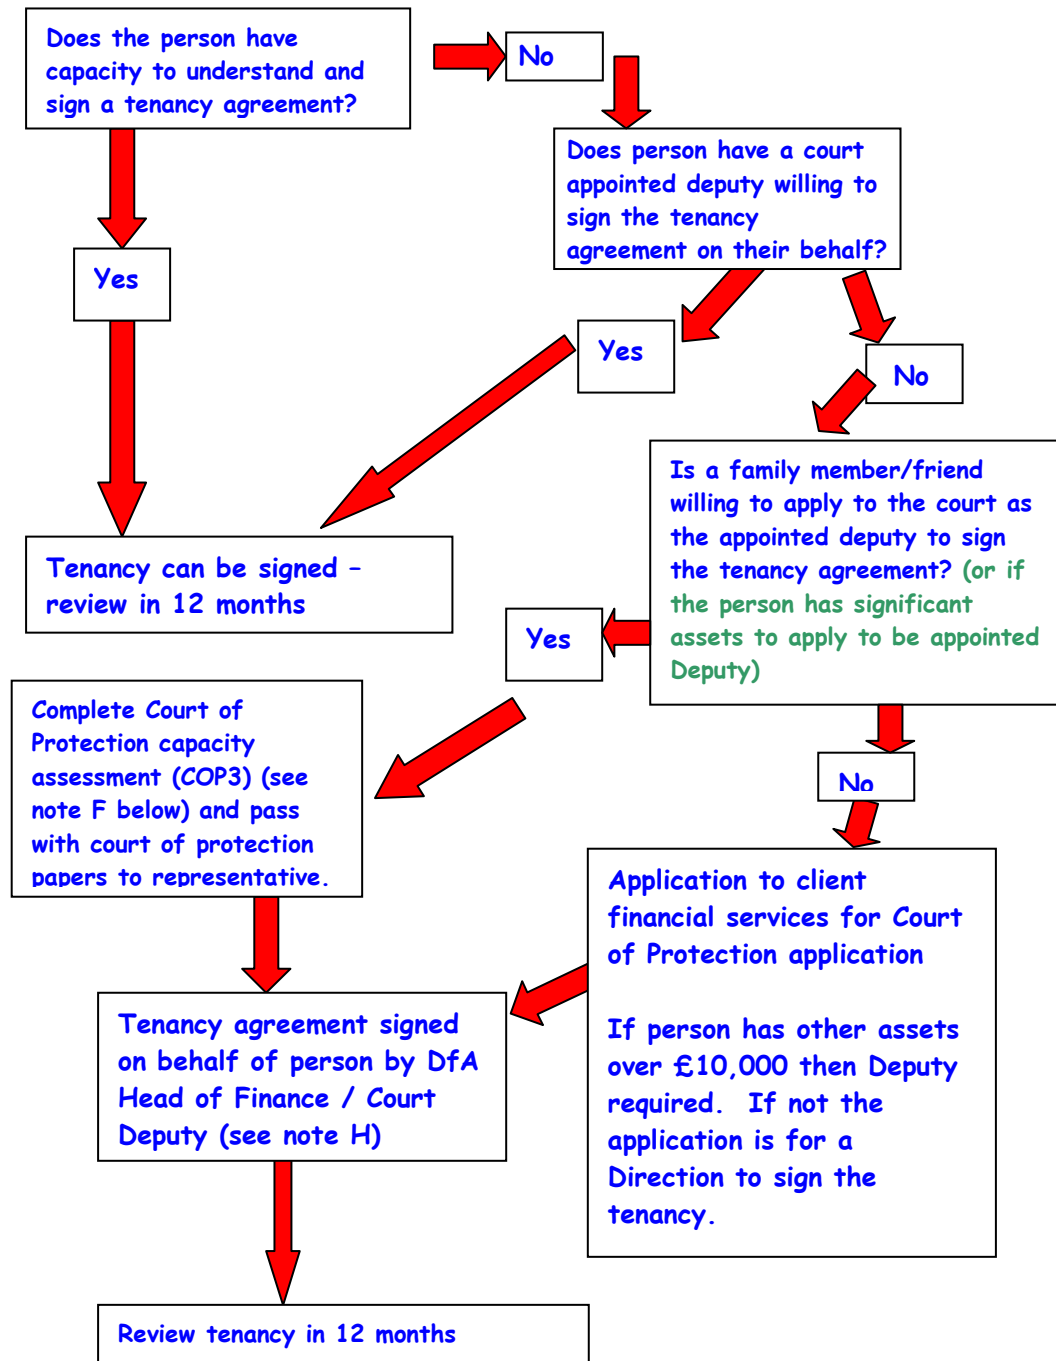 Does the person have
capacity to understand and
sign a tenancy agreement?
No
Does person have a court
appointed deputy willing to
sign the tenancy
agreement on their behalf?
Yes
Yes
No
Is a family member/friend
willing to apply to the court as
the appointed deputy to sign
the tenancy agreement? (or if
the person has significant
assets to apply to be appointed
Deputy)
Tenancy can be signed –
review in 12 months
Yes
Complete Court of
Protection capacity
assessment (COP3) (see
note F below) and pass
with court of protection
papers to representative.
No
Application to client
financial services for Court
of Protection application
If person has other assets
over £10,000 then Deputy
required. If not the
application is for a
Direction to sign the
tenancy.
Tenancy agreement signed
on behalf of person by DfA
Head of Finance / Court
Deputy (see note H)
Review tenancy in 12 months